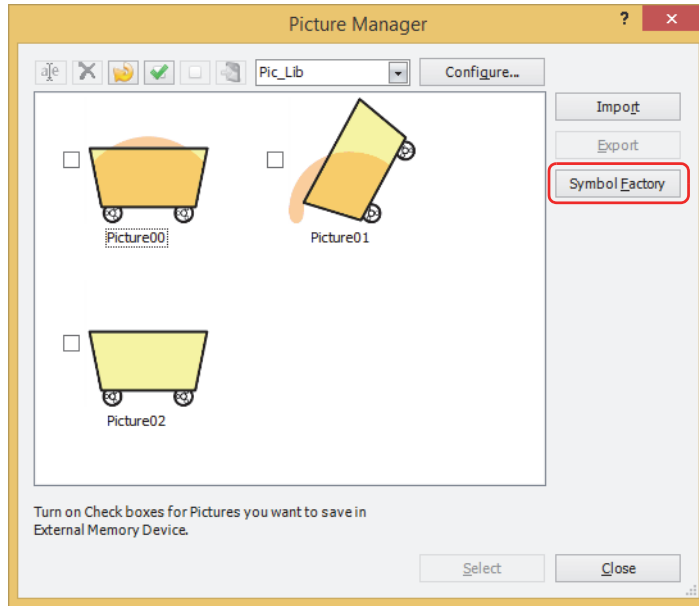 Picture Manager
?
Pic_Lib
Configure...
Import
Export
Symbol Factory
Picture00
Picture01
Picture02
Turn on Check boxes for Pictures you want to save in
External Memory Device.
Select
Close